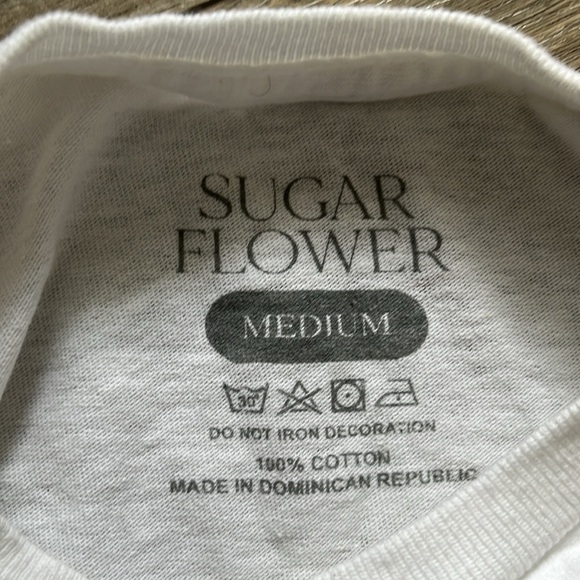 SUGAR
FLOWER
MEDIUM
30°
DO NOT IRON DECORATION
100% COTTON
MADE IN DOMINICAN REPUBLIC